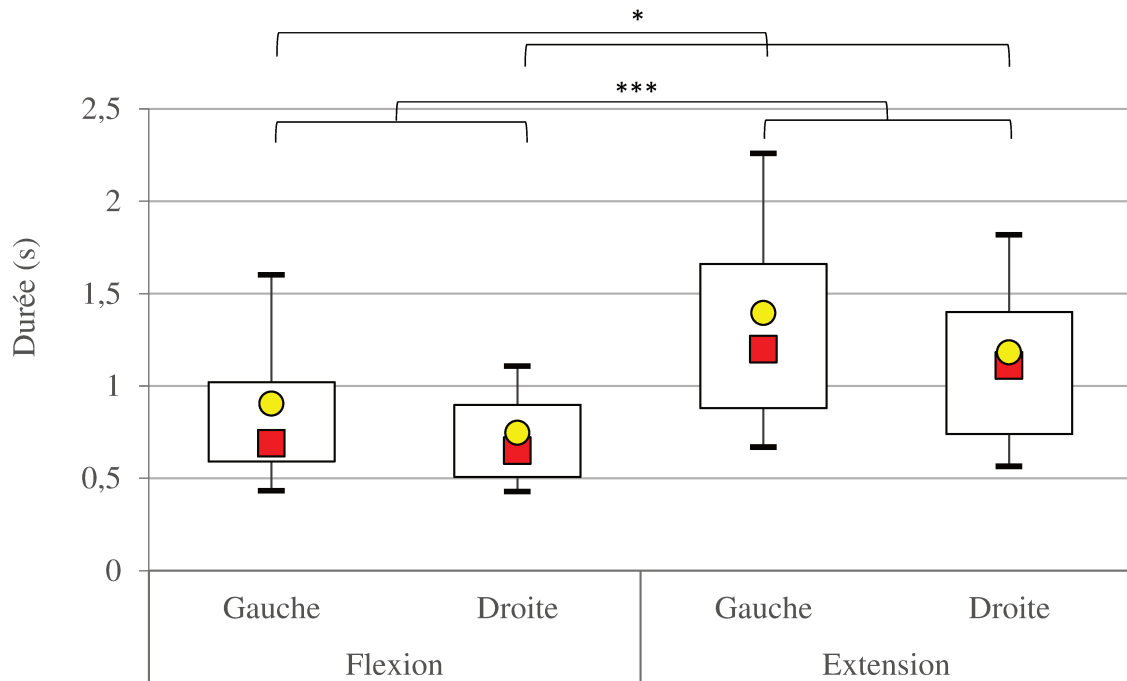 *
***
Durée (s)
2,5
2
1,5
1
0,5
0
Gauche Droite Gauche Droite
Flexion Extension